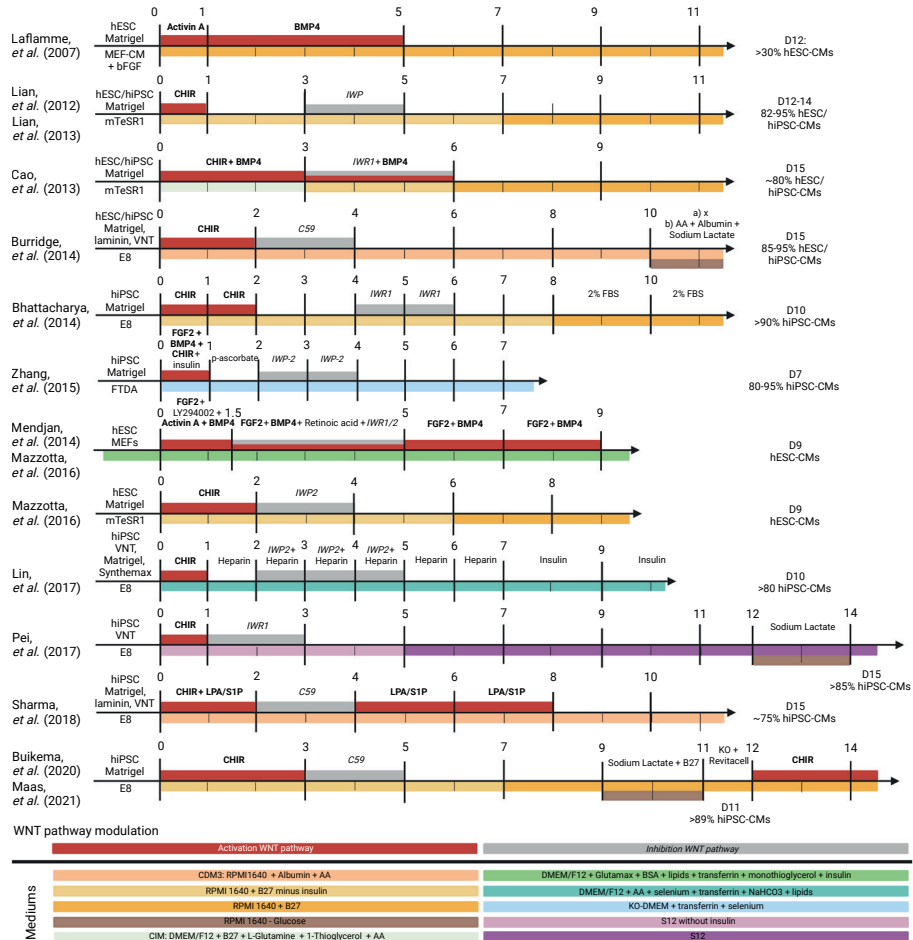 0 1 5 9 11
Laflamme,
et al. (2007)
hESC
Matrigel
MEF-CM
+ bFGF
Activin A
BMP4
D12:
>30% hESC-CMs
0 1 3 5 7 9 11
Lian,
et al. (2012)
Lian,
et al. (2013)
hESC/hiPSC
Matrigel
mTeSR1
CHIR
IWP
D12-14
82-95% hESC/
hiPSC-CMs
0 3 6 9
Cao,
et al. (2013)
hESC/hiPSC
Matrigel
mTeSR1
CHIR+ BMP4
IWR1+BMP4
D15
~80% hESC/
hiPSC-CMs
0 2 4 6 8 10
Burridge,
et al. (2014)
hESC/hiPSC
Matrigel,
laminin, VNT
E8
CHIR
C59
a) x
b) AA + Albumin +
Sodium Lactate
D15
85-95% hESC/
hiPSC-CMs
0 1 2 4 5 6 7 8 10
Bhattacharya,
et al. (2014)
hiPSC
Matrigel
E8
CHIR
CHIR
IWR1
IWR1
2% FBS
2% FBS
D10
>90% hiPSC-CMs
0 1 2 3 4 5 6 7
Zhang,
et al. (2015)
hiPSC
Matrigel
FTDA
FGF2 +
BMP4 +
CHIR+
insulin
p-ascorbate
IWP-2
IWP-2
D7
80-95% hiPSC-CMs
0 1.5 5 7 9
Mendjan,
et al. (2014)
Mazzotta,
et al. (2016)
hESC
MEFs
FGF2+
LY294002 +
Activin A + BMP4
FGF2+ BMP4+ Retinoic acid + IWR1/2
FGF2 + BMP4
FGF2 + BMP4
D9
hESC-CMs
0 2 4 6 8
Mazzotta,
et al. (2016)
hESC
Matrigel
mTeSR1
CHIR
IWP2
D9
hESC-CMs
0 1 2 3 4 5 6 7 9
Lin,
et al. (2017)
hiPSC
VNT,
Matrigel,
Synthemax
E8
CHIR
Heparin
IWP2+
Heparin
IWP2+
Heparin
IWP2+
Heparin
Heparin
Heparin
Insulin
Insulin
D10
>80 hiPSC-CMs
0 1 3 5 7 9 11 12 14
Pei,
et al. (2017)
hiPSC
VNT
E8
CHIR
IWR1
Sodium Lactate
D15
>85% hiPSC-CMs
0 2 4 6 8 10
Sharma,
et al. (2018)
hiPSC
Matrigel,
laminin, VNT
E8
CHIR+ LPA/S1P
C59
LPA/S1P
LPA/S1P
D15
~75% hiPSC-CMs
0 3 5 7 9 11 12 14
Buikema,
et al. (2020)
Maas,
et al. (2021)
hiPSC
Matrigel
E8
CHIR
C59
Sodium Lactate + B27
KO +
Revitacell
CHIR
D11
>89% hiPSC-CMs
WNT pathway modulation
Activation WNT pathway
Inhibition WNT pathway
Mediums
CDM3: RPMI1640 + Albumin + AA
DMEM/F12 + Glutamax + BSA + lipids + transferrin + monothioglycerol + insulin
RPMI 1640 + B27 minus insulin
DMEM/F12 + AA + selenium + transferrin + NaHCO3 + lipids
RPMI 1640 + B27
KO-DMEM + transferrin + selenium
RPMI 1640 - Glucose
S12 without insulin
CIM: DMEM/F12 + B27 + L-Glutamine + 1-Thioglycerol + AA
S12